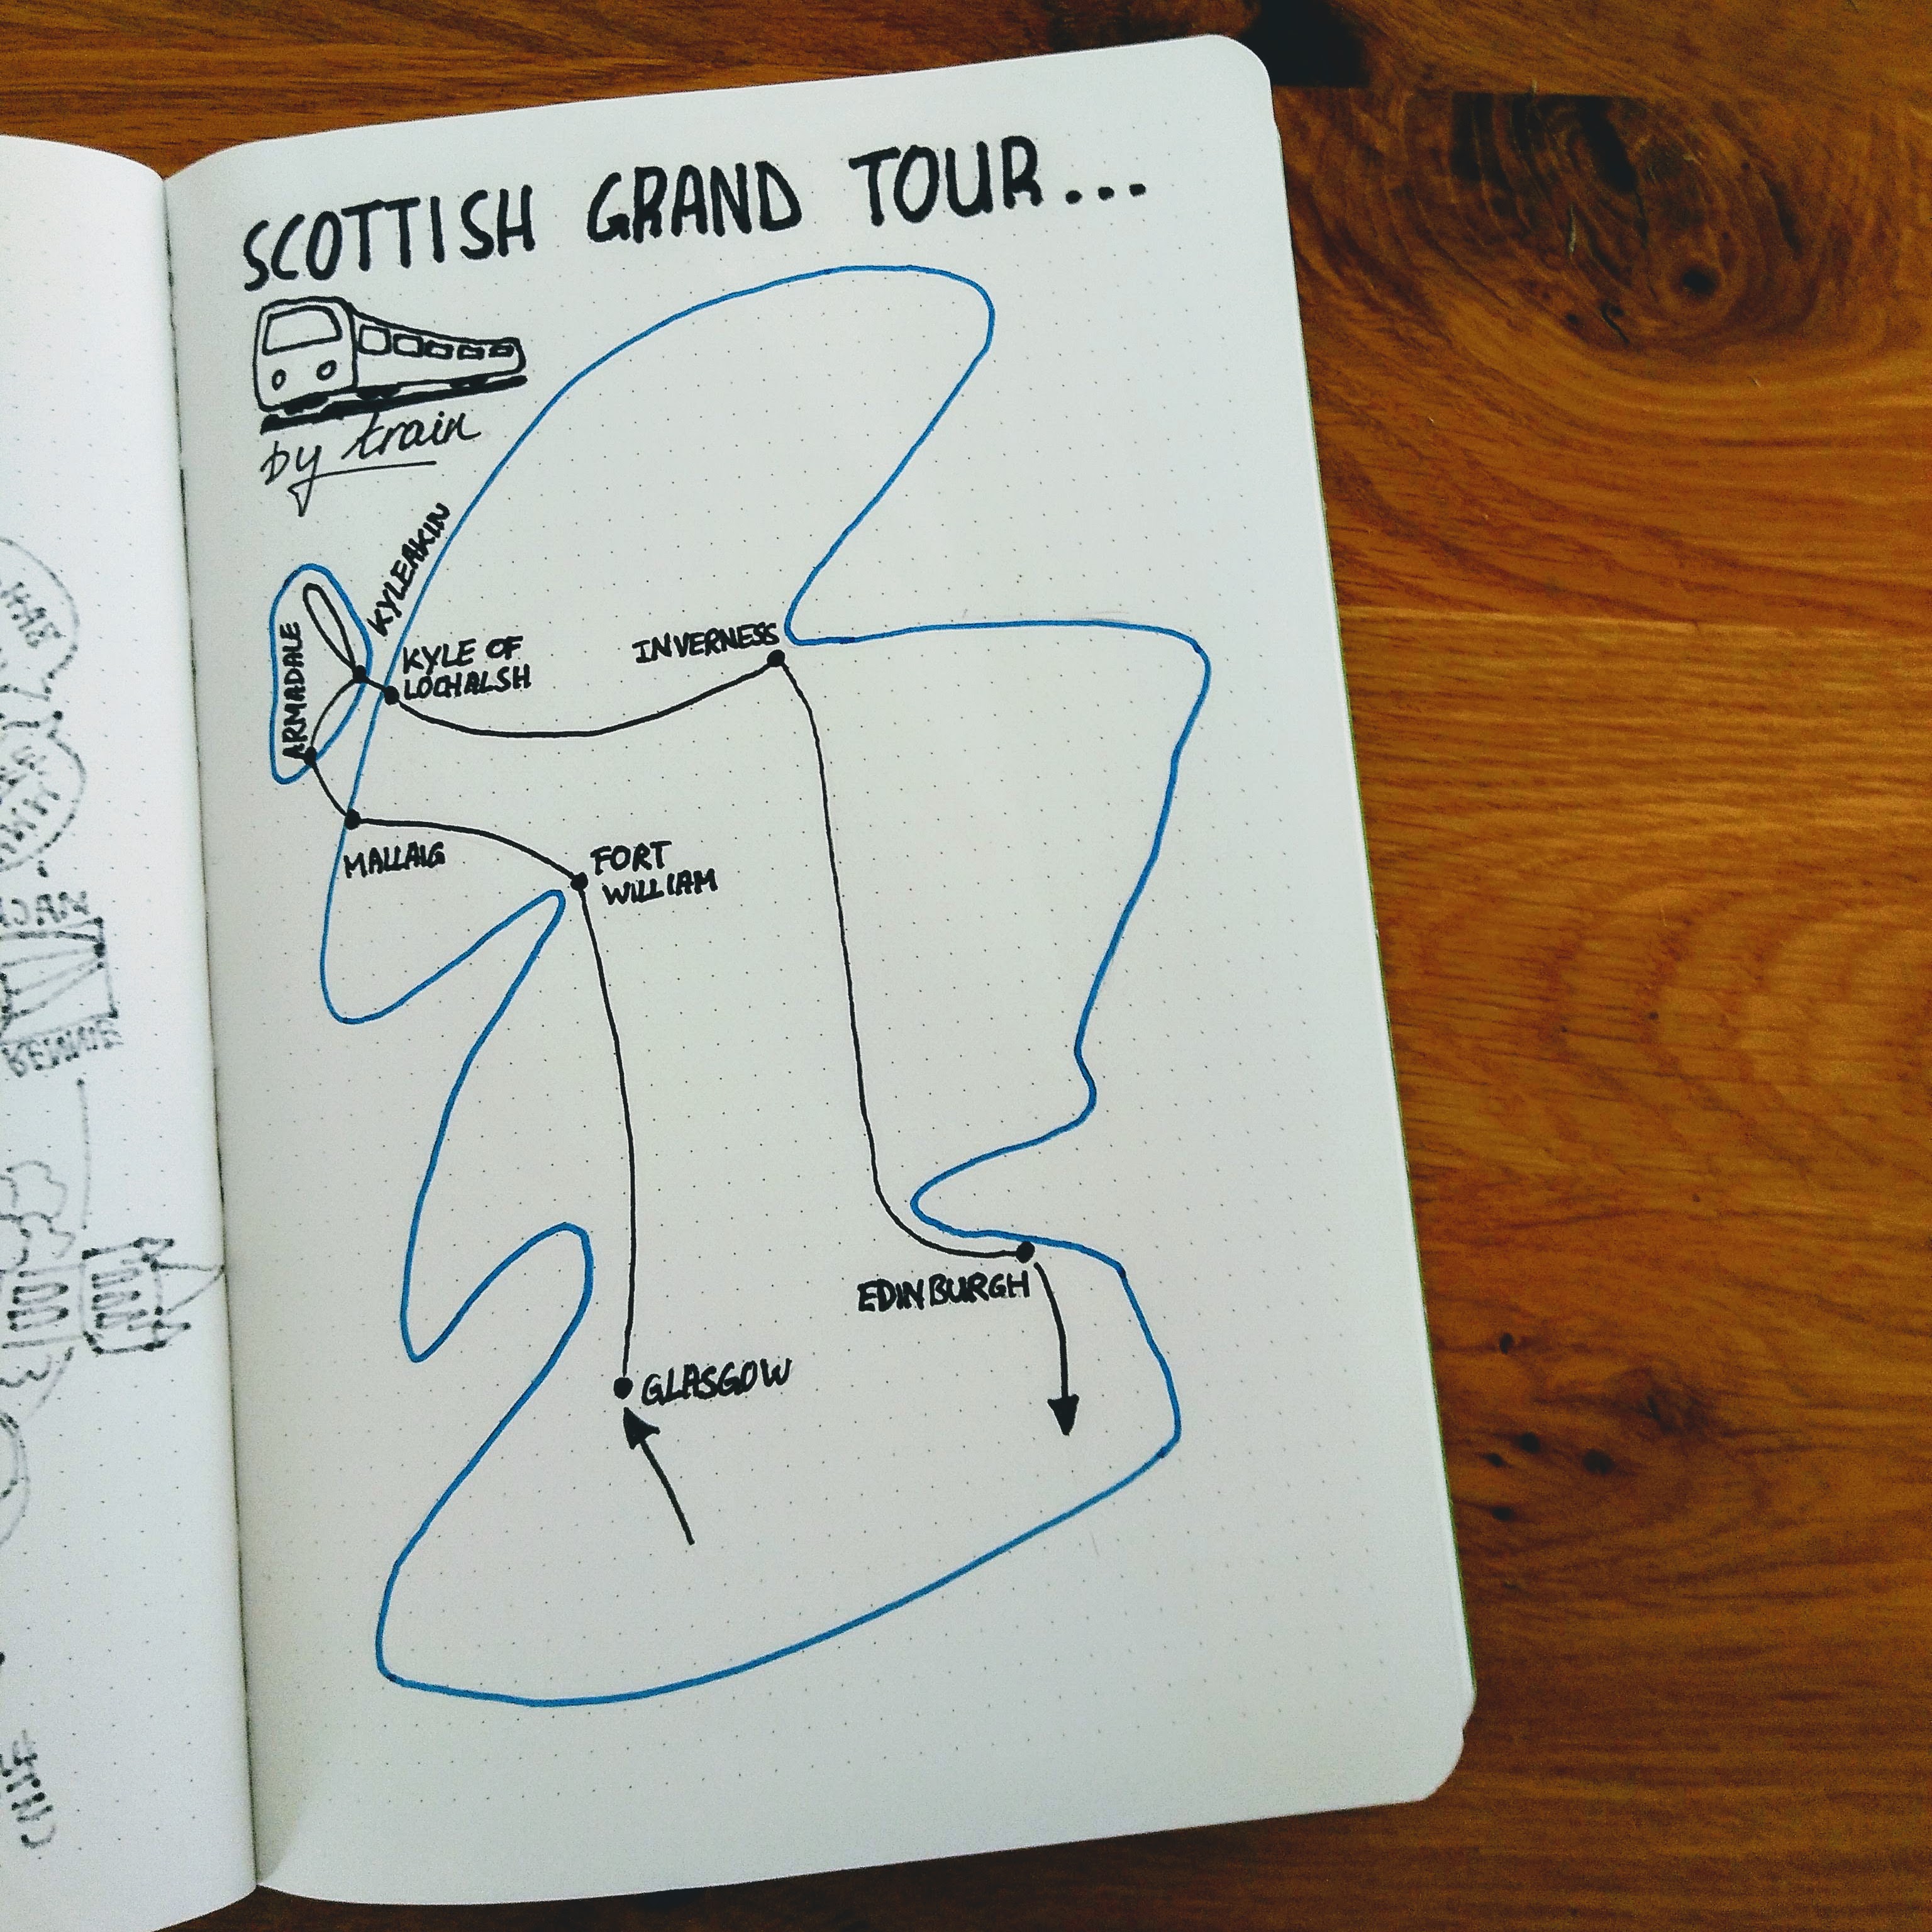 SCOTTISH GRAND TOUR...
by train
KYLEAKIN
ARMADALE
KYLE OF
LOCHALSH
INVERNESS
MALLAIG
FORT
WILLIAM
EDINBURGH
GLASGOW